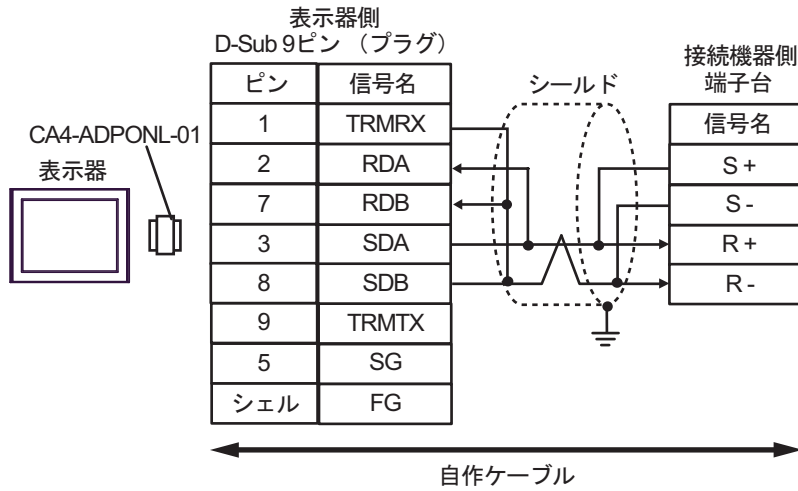 表示器側
D-Sub 9ピン （プラグ）
接続機器側
端子台
CA4-ADPONL-01
表示器
シールド
ピン 信号名
1 TRMRX
2 RDA
7 RDB
3 SDA
8 SDB
9 TRMTX
5 SG
シェル FG
信号名
S +
S -
R +
R -
自作ケーブル